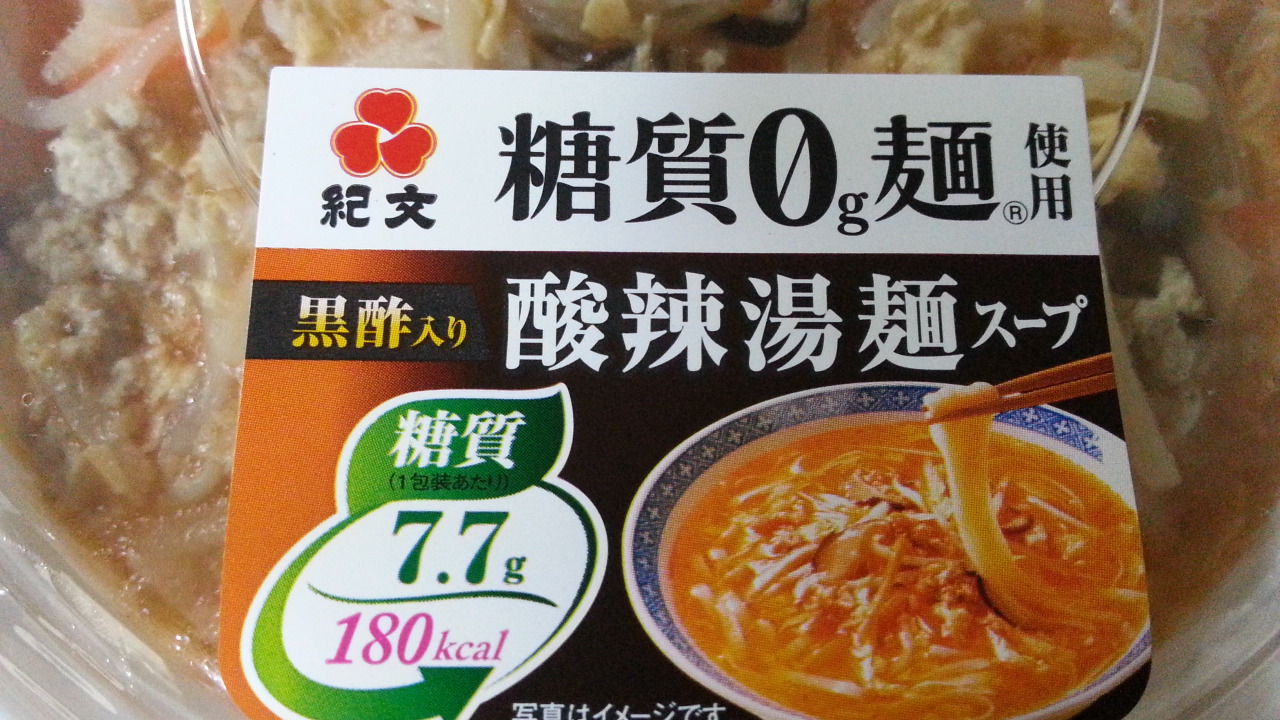 紀文
糖質0g麺®使用
黒酢入り
酸辣湯麺スープ
糖質
(1包装あたり)
7.7g
180kcal
写真はイメージです